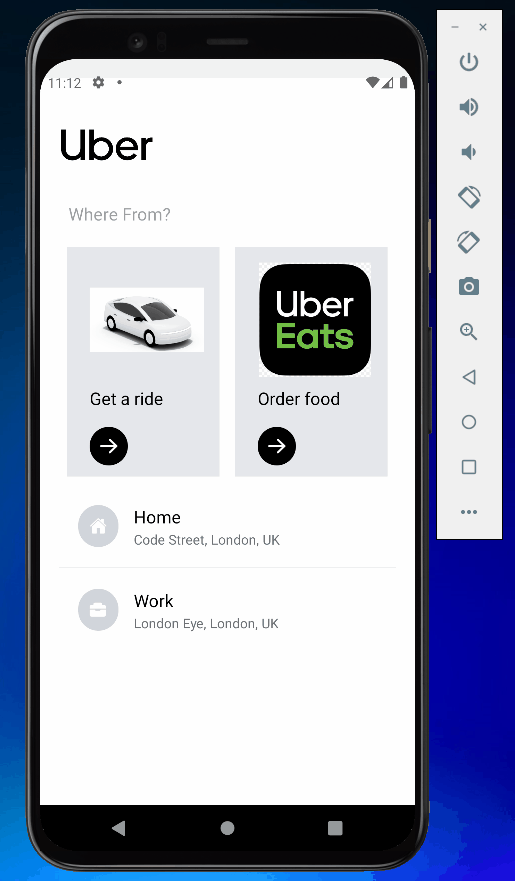 11:12
Uber
Where From?
Uber
Eats
Get a ride
Order food
Home
Code Street, London, UK
Work
London Eye, London, UK